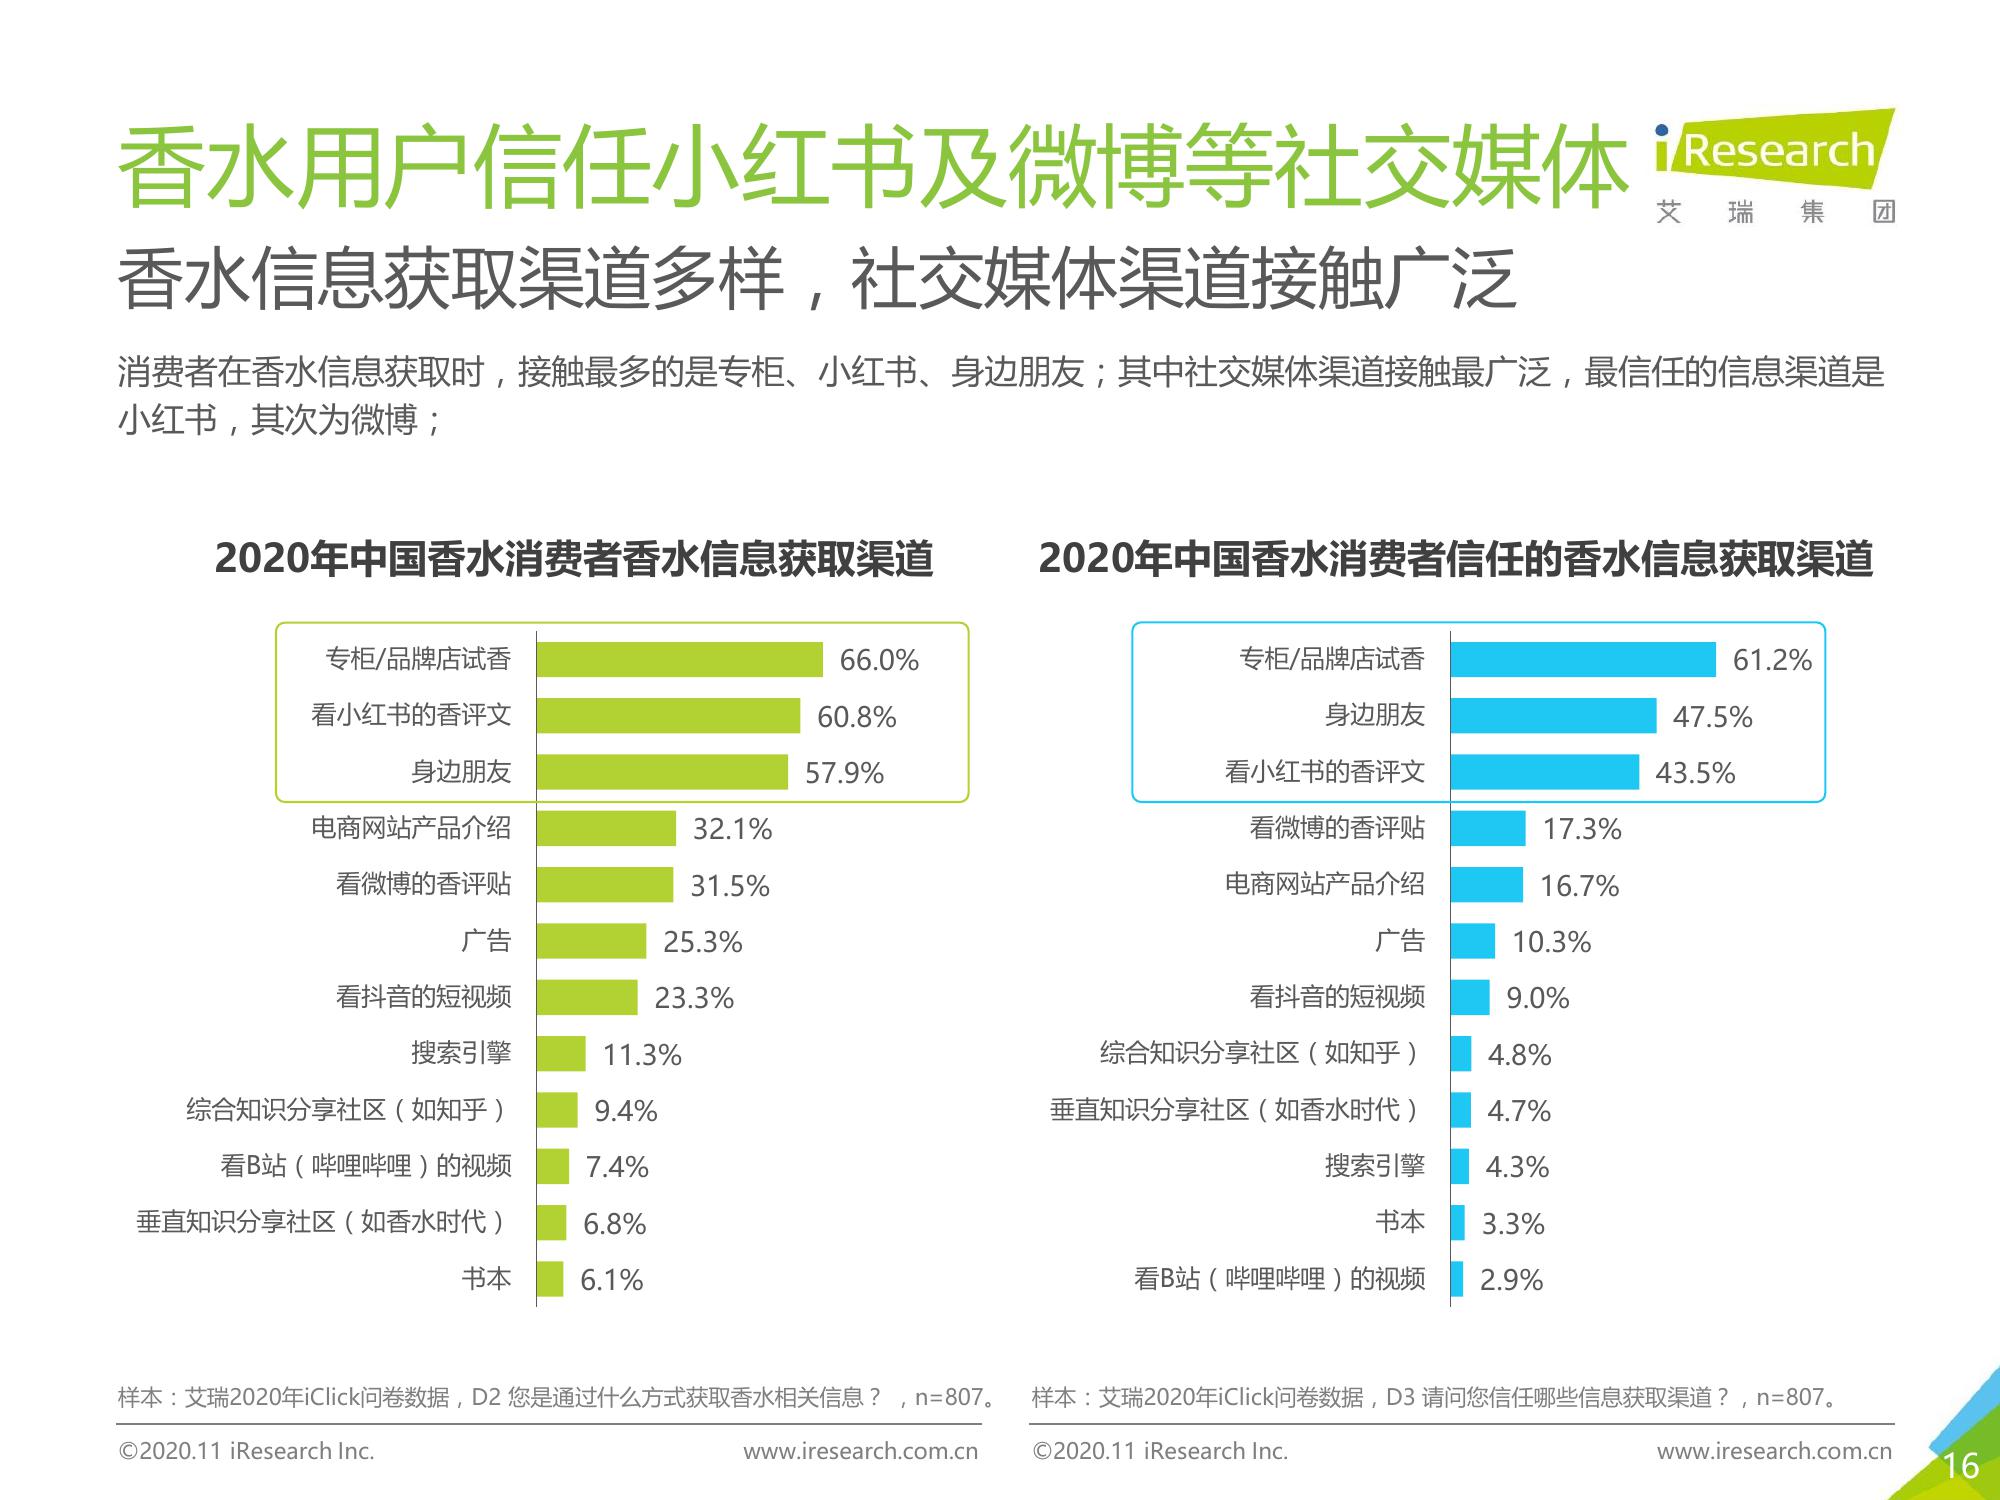 香水用户信任小红书及微博等社交媒体
iResearch
艾瑞集团
香水信息获取渠道多样，社交媒体渠道接触广泛
消费者在香水信息获取时，接触最多的是专柜、小红书、身边朋友；其中社交媒体渠道接触最广泛，最信任的信息渠道是
小红书，其次为微博；
2020年中国香水消费者香水信息获取渠道
专柜/品牌店试香 66.0%
看小红书的香评文 60.8%
身边朋友 57.9%
电商网站产品介绍 32.1%
看微博的香评贴 31.5%
广告 25.3%
看抖音的短视频 23.3%
搜索引擎 11.3%
综合知识分享社区（如知乎） 9.4%
看B站（哔哩哔哩）的视频 7.4%
垂直知识分享社区（如香水时代） 6.8%
书本 6.1%
样本：艾瑞2020年iClick问卷数据，D2 您是通过什么方式获取香水相关信息？ ，n=807。
©2020.11 iResearch Inc. www.iresearch.com.cn
2020年中国香水消费者信任的香水信息获取渠道
专柜/品牌店试香 61.2%
身边朋友 47.5%
看小红书的香评文 43.5%
看微博的香评贴 17.3%
电商网站产品介绍 16.7%
广告 10.3%
看抖音的短视频 9.0%
综合知识分享社区（如知乎） 4.8%
垂直知识分享社区（如香水时代） 4.7%
搜索引擎 4.3%
书本 3.3%
看B站（哔哩哔哩）的视频 2.9%
样本：艾瑞2020年iClick问卷数据，D3 请问您信任哪些信息获取渠道？，n=807。
©2020.11 iResearch Inc. www.iresearch.com.cn
16